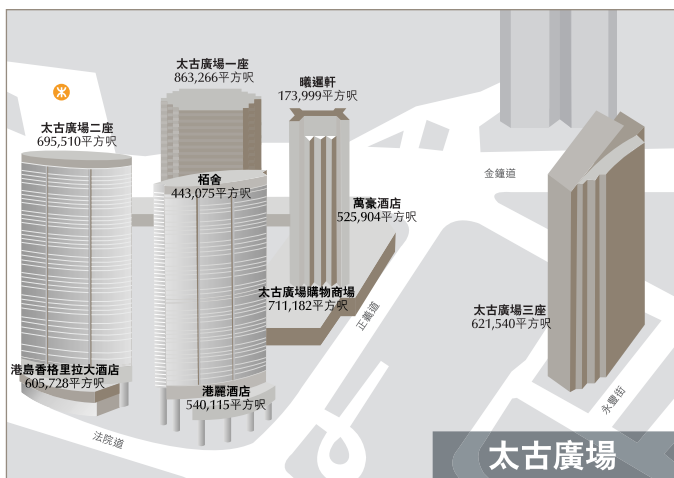 太古廣場一座
863,266平方呎
曦暹軒
173,999平方呎
太古廣場二座
695,510平方呎
栢舍
443,075平方呎
金鐘道
萬豪酒店
525,904平方呎
太古廣場購物商場
711,182平方呎
正義道
太古廣場三座
621,540平方呎
港島香格里拉大酒店
605,728平方呎
港麗酒店
540,115平方呎
永豐街
法院道
太古廣場